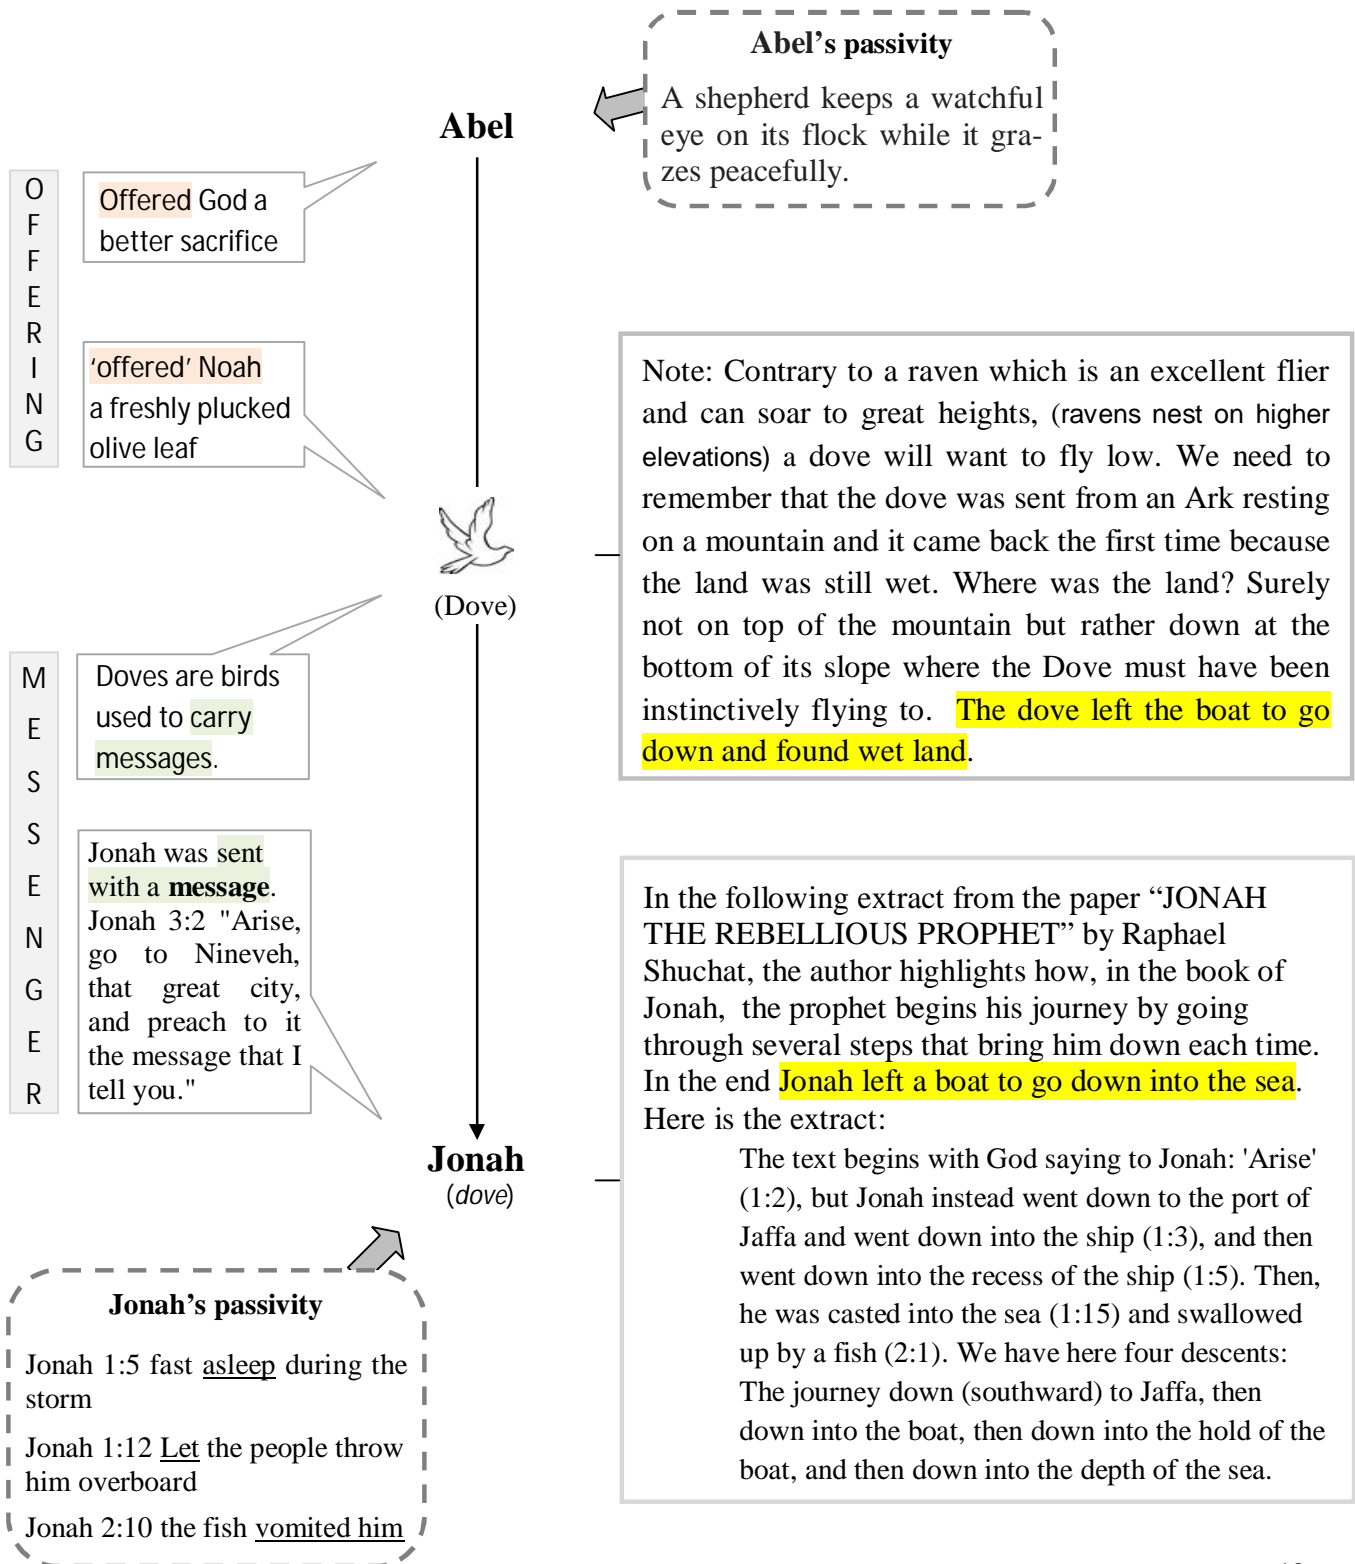 Abel's passivity
A shepherd keeps a watchful
eye on its flock while it gra-
zes peacefully.
Abel
OFFERING
Offered God a
better sacrifice
'offered' Noah
a freshly plucked
olive leaf
(Dove)
Note: Contrary to a raven which is an excellent flier
and can soar to great heights, (ravens nest on higher
elevations) a dove will want to fly low. We need to
remember that the dove was sent from an Ark resting
on a mountain and it came back the first time because
the land was still wet. Where was the land? Surely
not on top of the mountain but rather down at the
bottom of its slope where the Dove must have been
instinctively flying to. The dove left the boat to go
down and found wet land.
MESSENGER
Doves are birds
used to carry
messages.
Jonah was sent
with a message.
Jonah 3:2 "Arise,
go to Nineveh,
that great city,
and preach to it
the message that I
tell you."
Jonah
(dove)
In the following extract from the paper “JONAH
THE REBELLIOUS PROPHET” by Raphael
Shuchat, the author highlights how, in the book of
Jonah, the prophet begins his journey by going
through several steps that bring him down each time.
In the end Jonah left a boat to go down into the sea.
Here is the extract:
The text begins with God saying to Jonah: 'Arise'
(1:2), but Jonah instead went down to the port of
Jaffa and went down into the ship (1:3), and then
went down into the recess of the ship (1:5). Then,
he was casted into the sea (1:15) and swallowed
up by a fish (2:1). We have here four descents:
The journey down (southward) to Jaffa, then
down into the boat, then down into the hold of the
boat, and then down into the depth of the sea.
Jonah's passivity
Jonah 1:5 fast asleep during the
storm
Jonah 1:12 Let the people throw
him overboard
Jonah 2:10 the fish vomited him